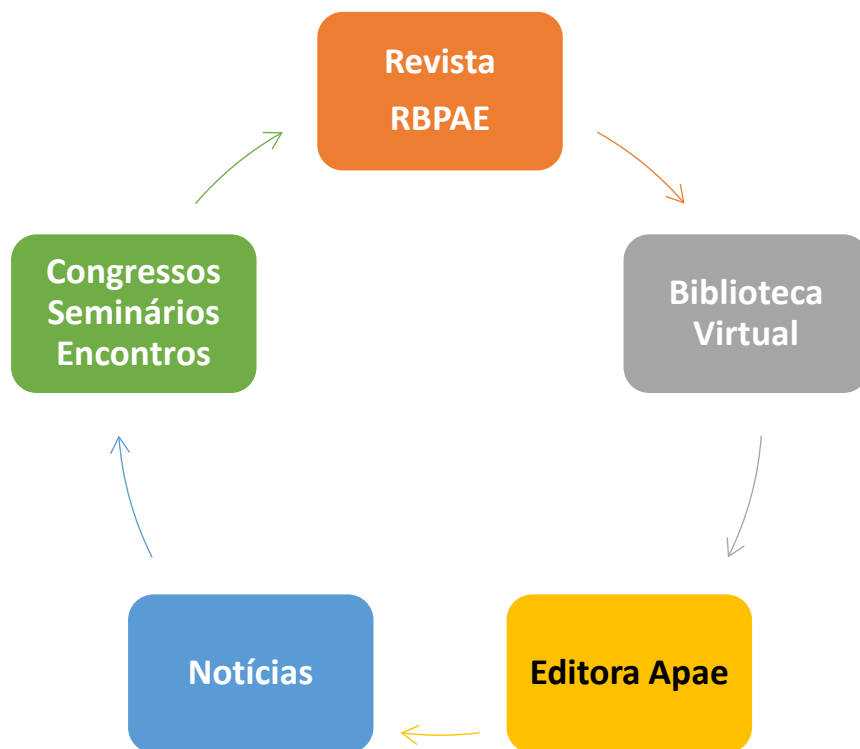 Revista
RBPAE
Biblioteca
Virtual
Editora Apae
Notícias
Congressos
Seminários
Encontros